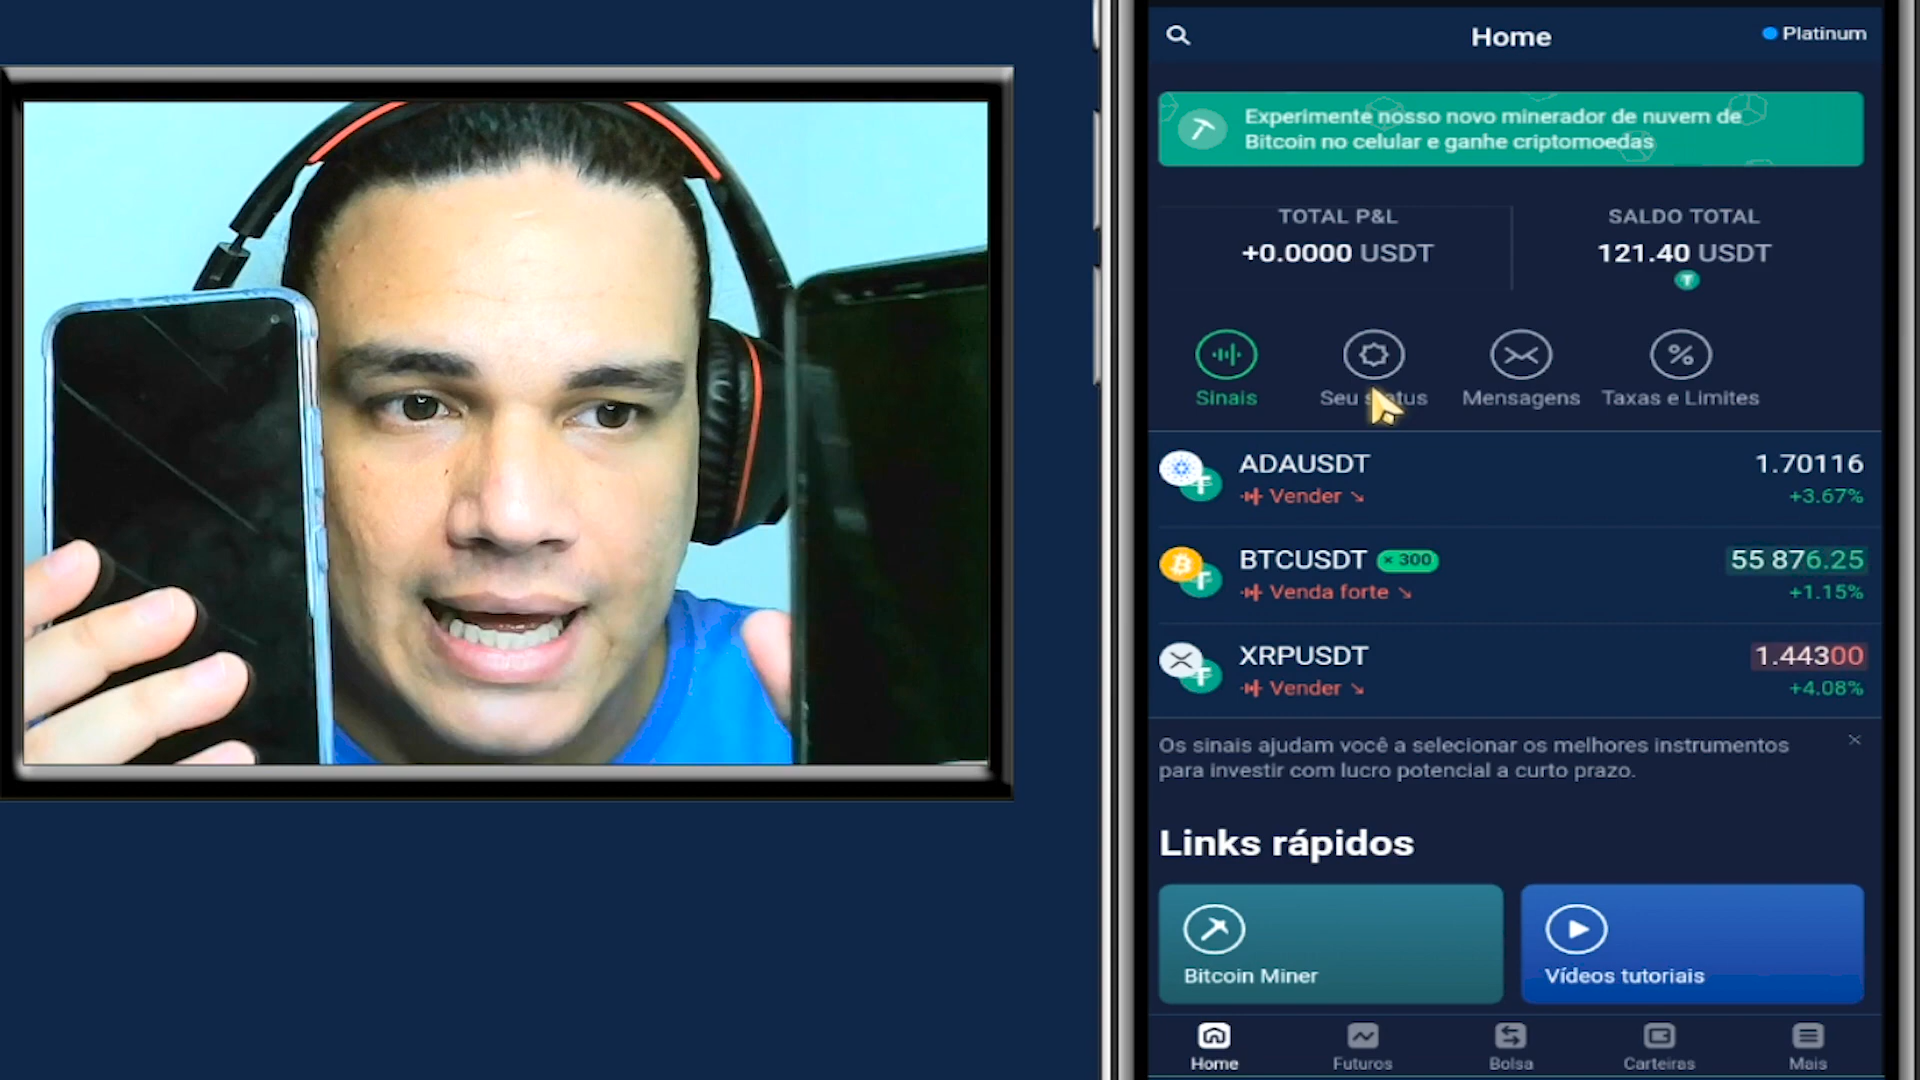 Home
Platinum
Experimente nosso novo minerador de nuvem de
Bitcoin no celular e ganhe criptomoedas
TOTAL P&L
SALDO TOTAL
+0.0000 USDT
121.40 USDT
Sinais
Seu
Mensagens
Taxas e Limites
ADAUSDT
1.70116
Vender
+3.67%
BTCUSDT × 300
55 876.25
Venda forte
+1.15%
XRPUSDT
1.44300
Vender
+4.08%
Os sinais ajudam você a selecionar os melhores instrumentos
para investir com lucro potencial a curto prazo.
Links rápidos
Bitcoin Miner
Vídeos tutoriais
Home
Futuros
Bolsa
Carteiras
Mais